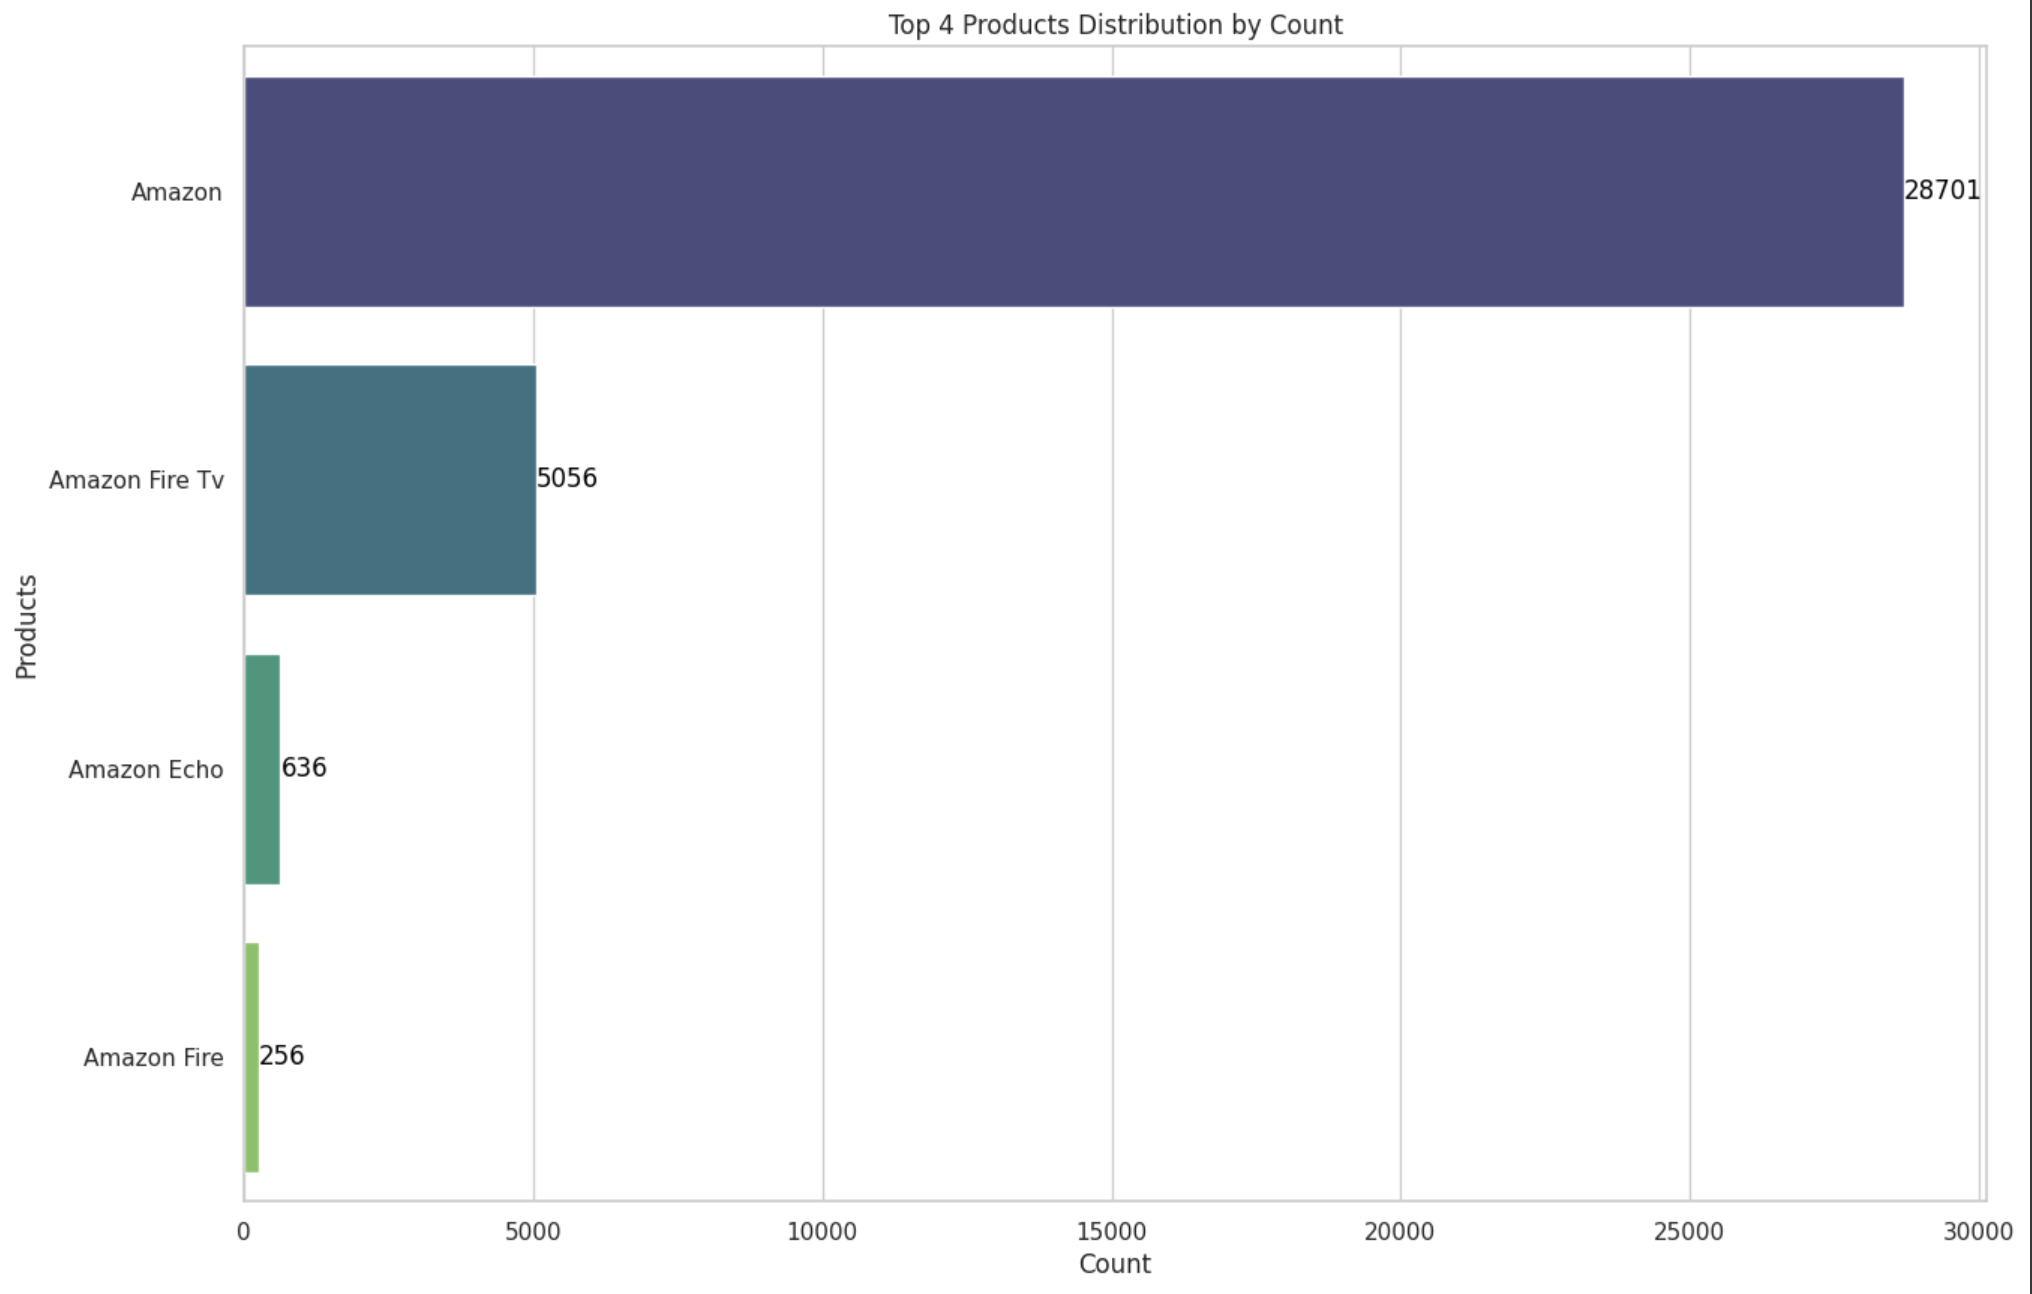 Top 4 Products Distribution by Count
Amazon
28701
Amazon Fire Tv
5056
Products
Amazon Echo
636
Amazon Fire
256
0 5000 10000 15000 20000 25000 30000
Count